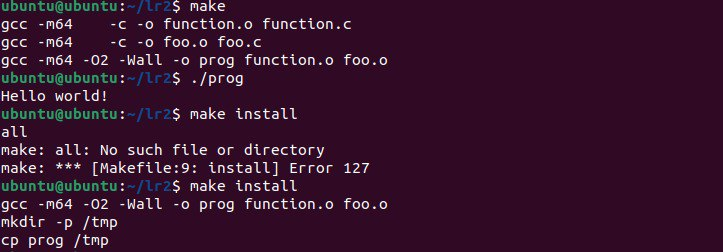 ubuntu@ubuntu:~/lr2$ make
gcc -m64    -c -o function.o function.c
gcc -m64    -c -o foo.o foo.c
gcc -m64 -O2 -Wall -o prog function.o foo.o
ubuntu@ubuntu:~/lr2$ ./prog
Hello world!
ubuntu@ubuntu:~/lr2$ make install
all
make: all: No such file or directory
make: *** [Makefile:9: install] Error 127
ubuntu@ubuntu:~/lr2$ make install
gcc -m64 -O2 -Wall -o prog function.o foo.o
mkdir -p /tmp
cp prog /tmp